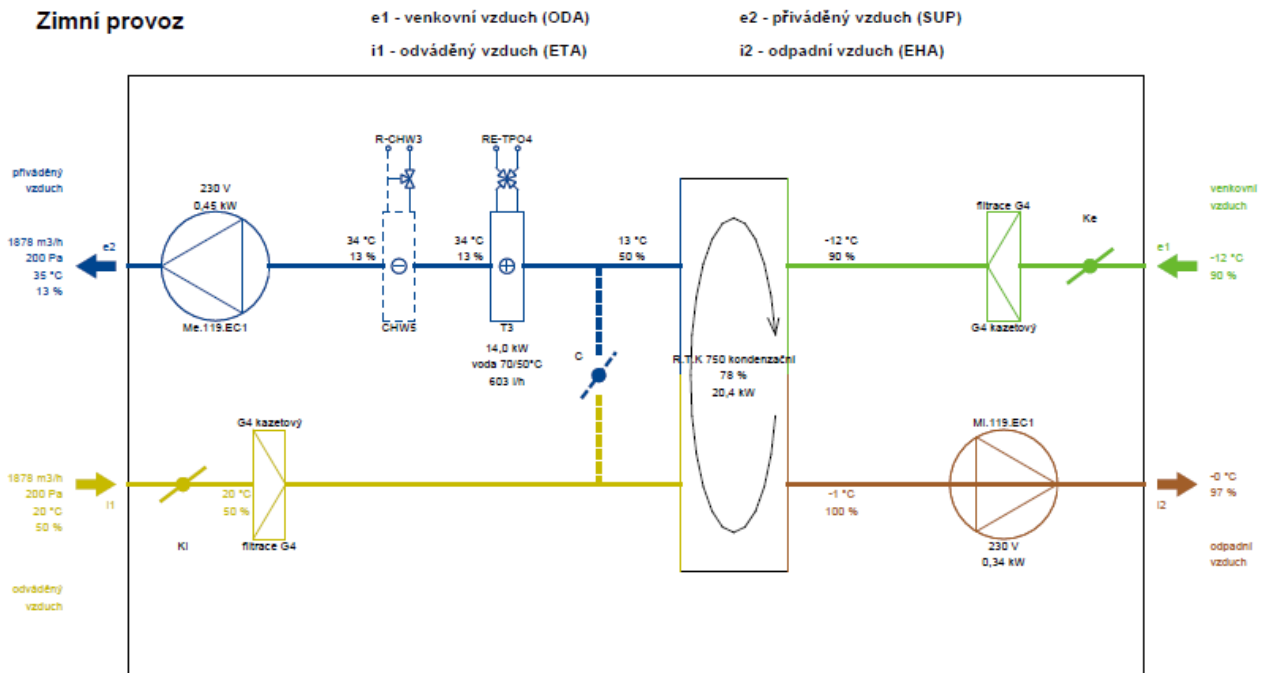 Zimní provoz
e1 - venkovní vzduch (ODA)
e2 - přiváděný vzduch (SUP)
i1 - odváděný vzduch (ETA)
i2 - odpadní vzduch (EHA)
R-CHW3
RE-TPO4
přiváděný
vzduch
230 V
0,45 kW
filtrace G4
Ke
venkovní
vzduch
1878 m3/h
200 Pa
35 °C
13 %
e2
34 °C
13 %
34 °C
13 %
13 °C
50 %
-12 °C
90 %
e1
-12 °C
90 %
Me.119.EC1
CHW5
T3
G4 kazetový
14,0 kW
voda 70/50°C
603 l/h
C
R.T.K 750 kondenzační
78 %
20,4 kW
G4 kazetový
Mi.119.EC1
1878 m3/h
200 Pa
20 °C
50 %
i1
20 °C
50 %
-1 °C
100 %
-0 °C
97 %
i2
Ki
filtrace G4
230 V
0,34 kW
odpadní
vzduch
odváděný
vzduch